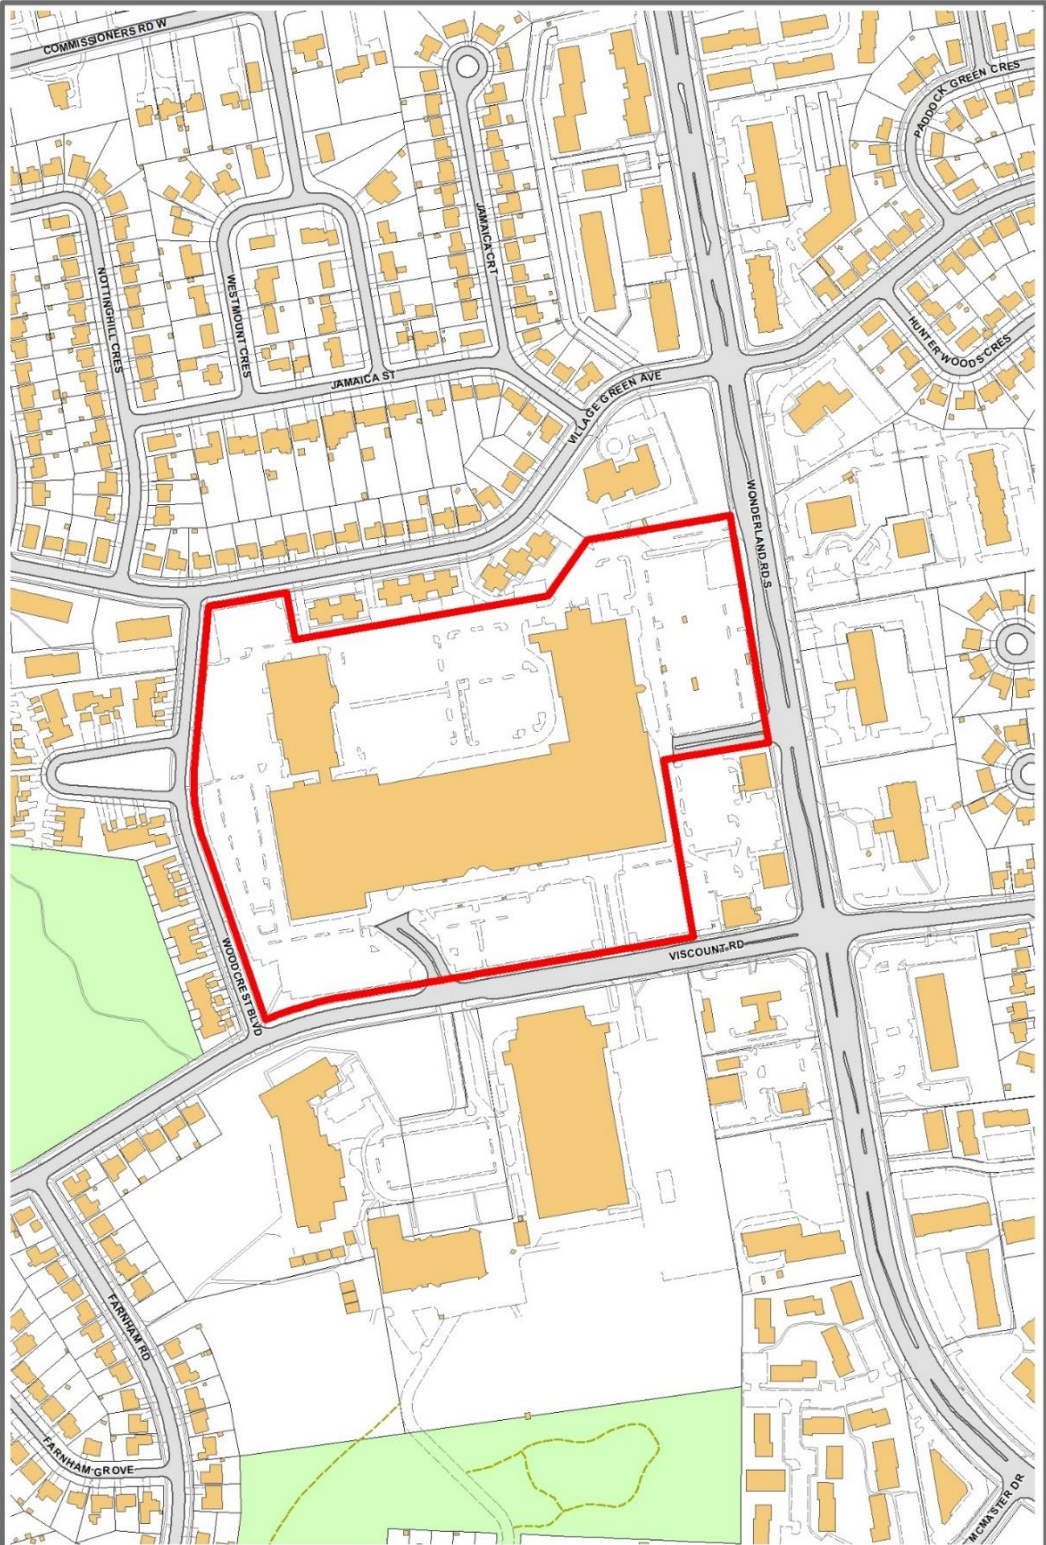 COMMISSIONERS RD W
PADDOCK GREEN CRES
JAMAICA CRT
NOTTINGHILL CRES
WESTMOUNT CRES
HUNTER WOODS CRES
JAMAICA ST
VILLAGE GREEN AVE
WONDERLAND RD S
WOODCREST BLVD
VISCOUNT RD
FARNHAM RD
FARNHAM GROVE
MCMASTER DR